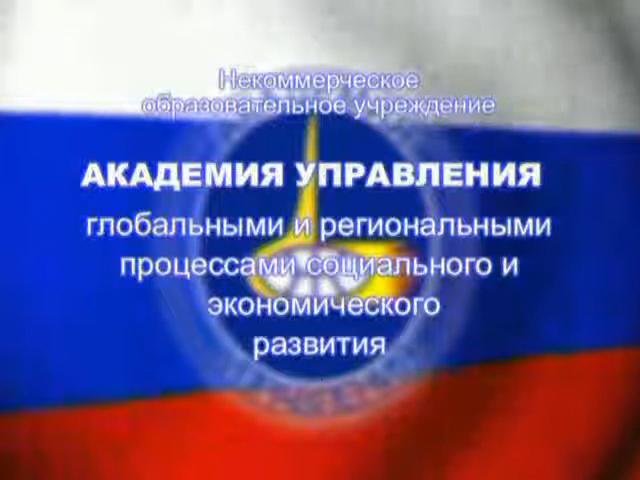 Некоммерческое
образовательное учреждение
АКАДЕМИЯ УПРАВЛЕНИЯ
глобальными и региональными
процессами социального и
экономического
развития